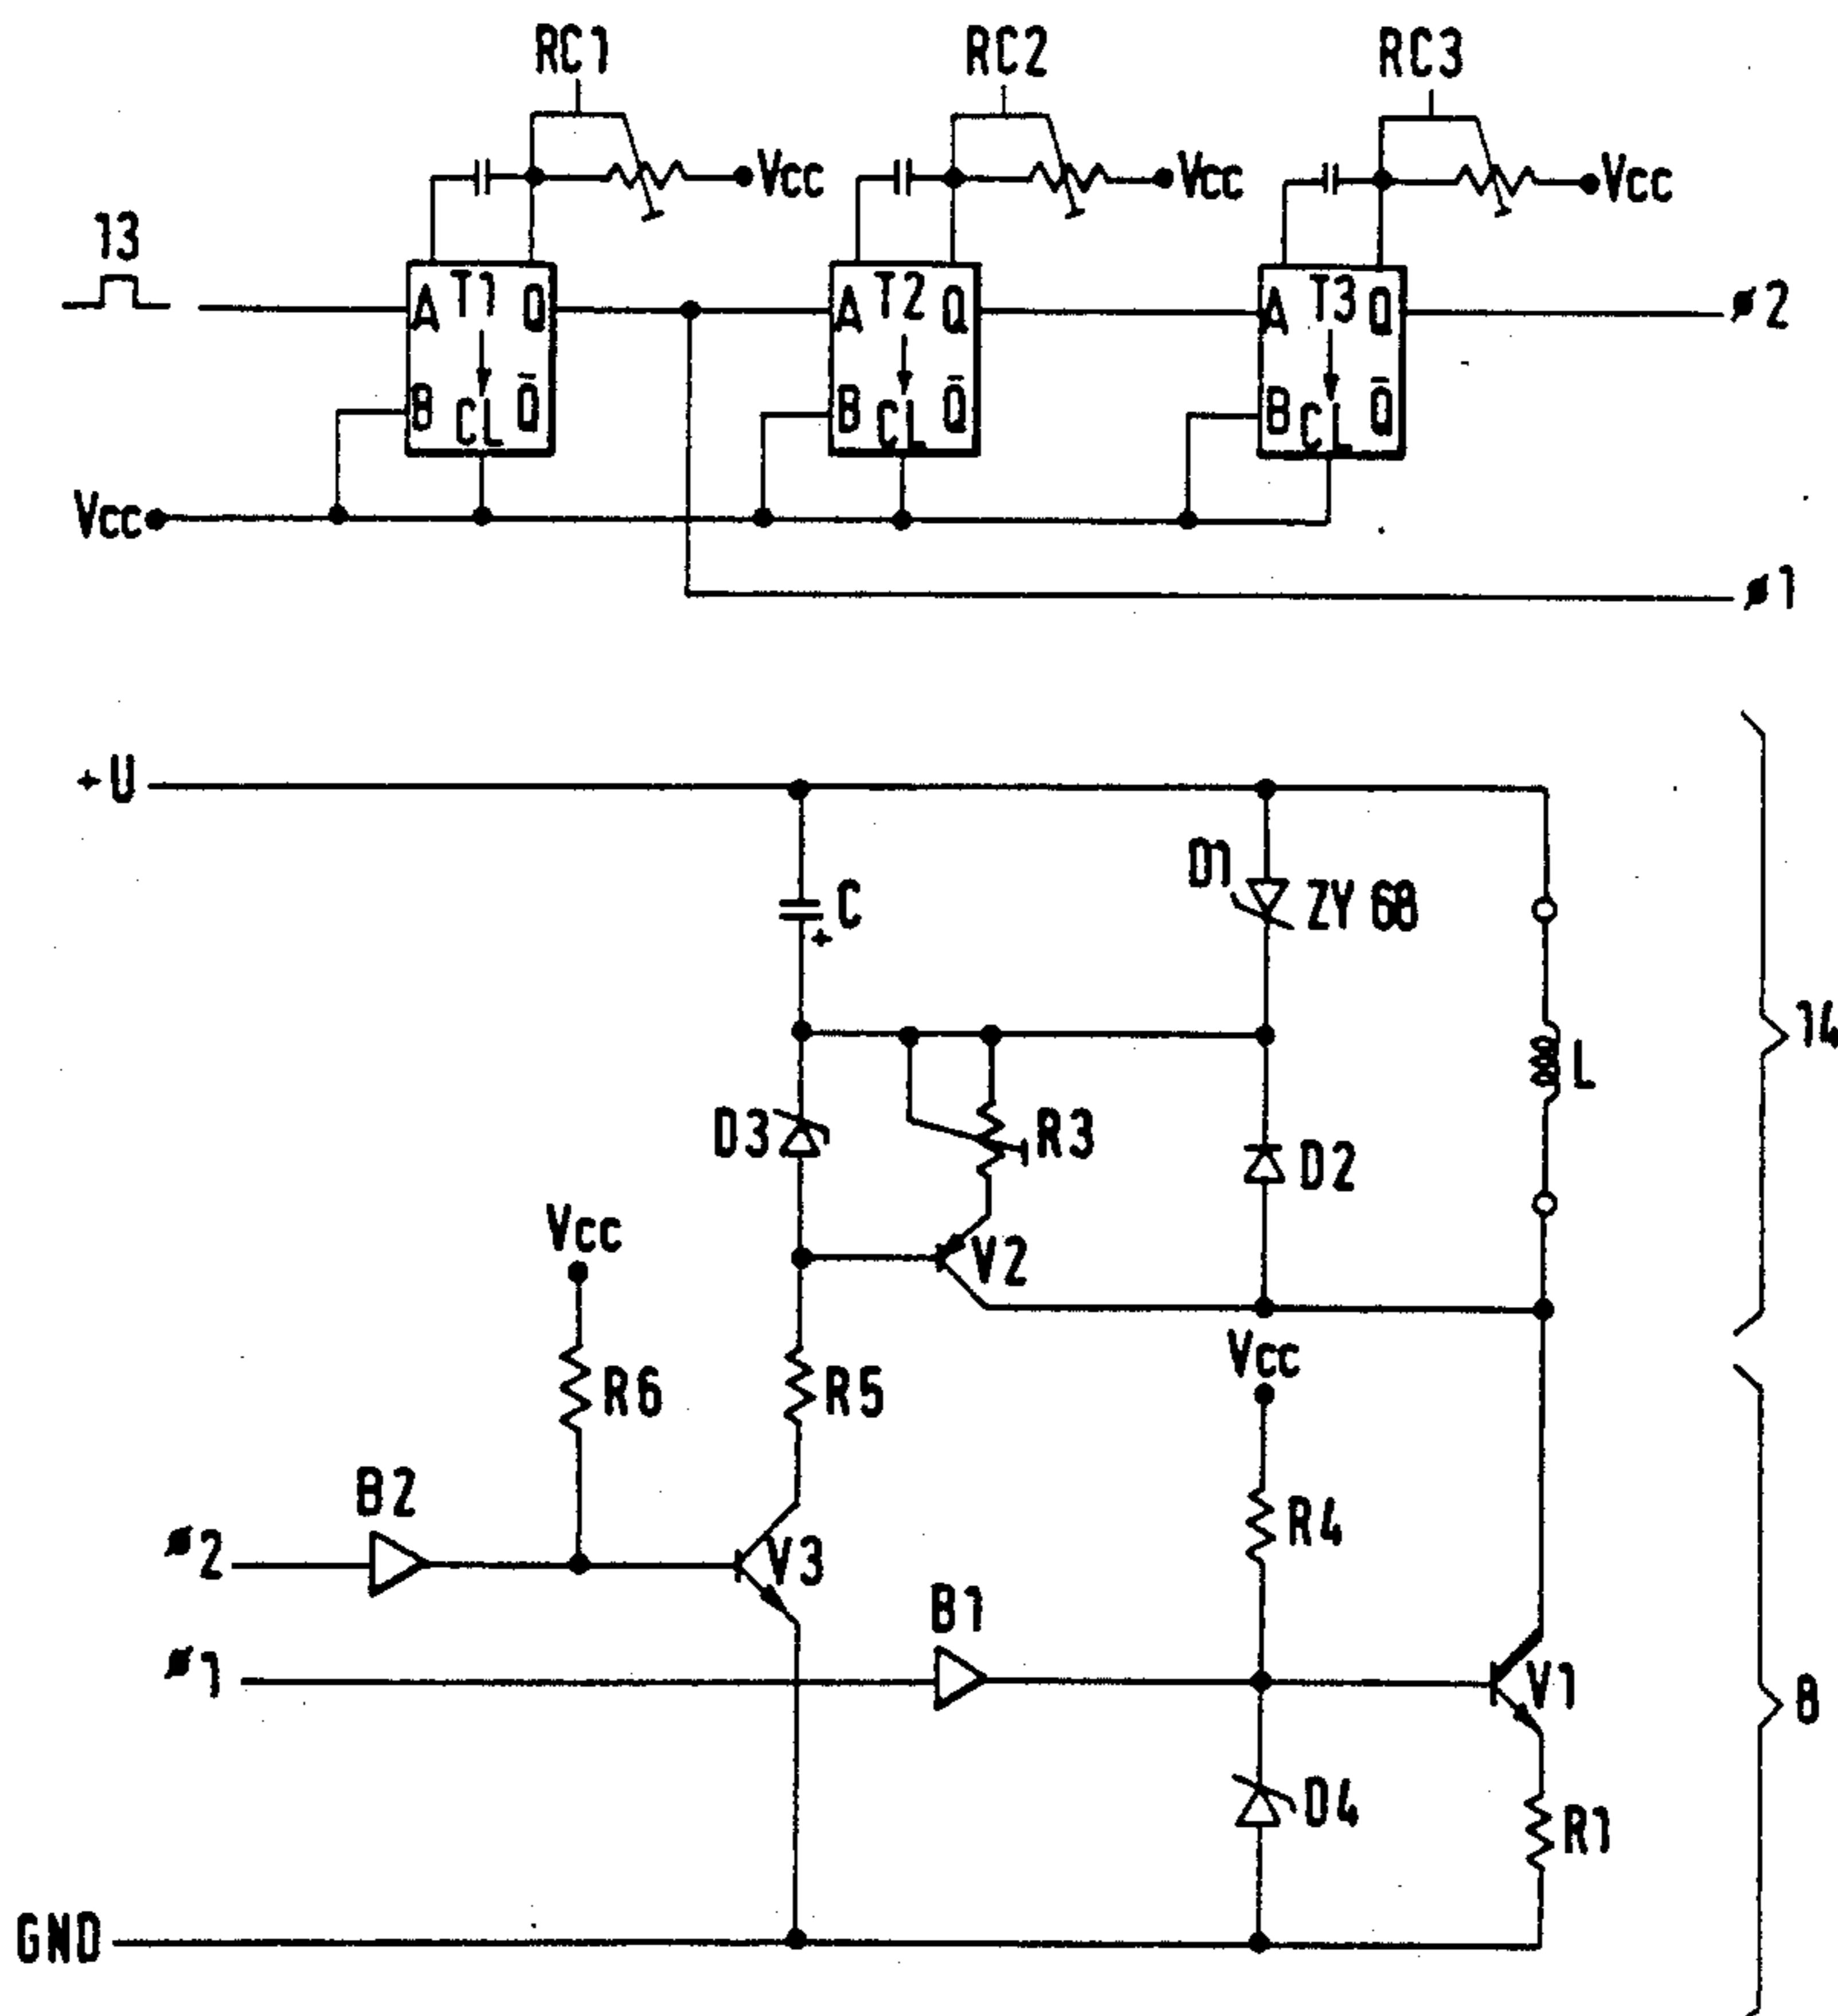 RC1 RC2 RC3
Vcc Vcc Vcc
13
A T1 Q A T2 Q A T3 Q ø2
B CL Q̄ B CL Q̄ B CL Q̄
Vcc
ø1
+U
D1 ZY 68
C
+
14
L
D3 R3 D2
Vcc V2
Vcc
R6 R5
R4
B2
ø2 V3
B1
ø1 V1 8
D4 R1
GND